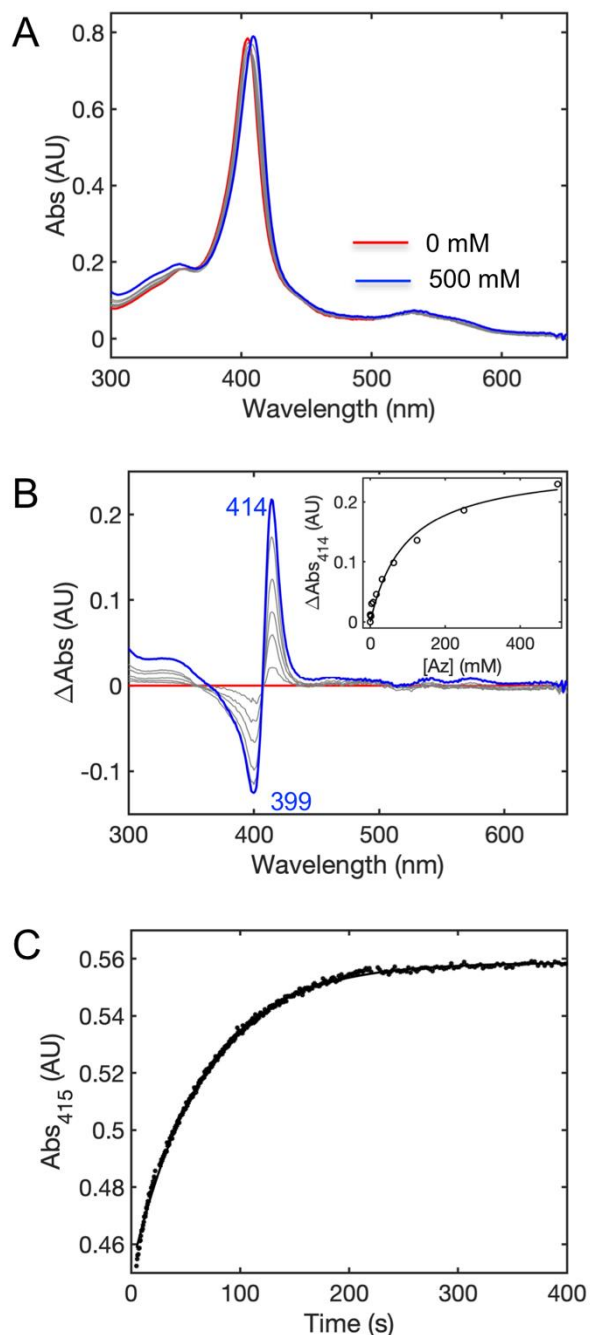 A
Abs (AU)
0.8
0.6
0.4
0.2
0
0 mM
500 mM
300 400 500 600
Wavelength (nm)
B
ΔAbs (AU)
0.2
0.1
0
-0.1
414
399
ΔAbs414 (AU)
0.2
0.1
0
0 200 400
[Az] (mM)
300 400 500 600
Wavelength (nm)
C
Abs415 (AU)
0.56
0.54
0.52
0.5
0.48
0.46
0 100 200 300 400
Time (s)